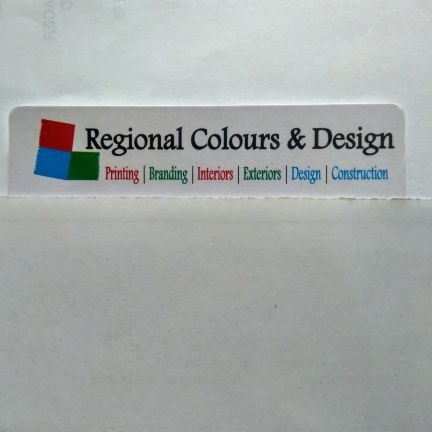 Regional Colours & Design
Printing | Branding | Interiors | Exteriors | Design | Construction